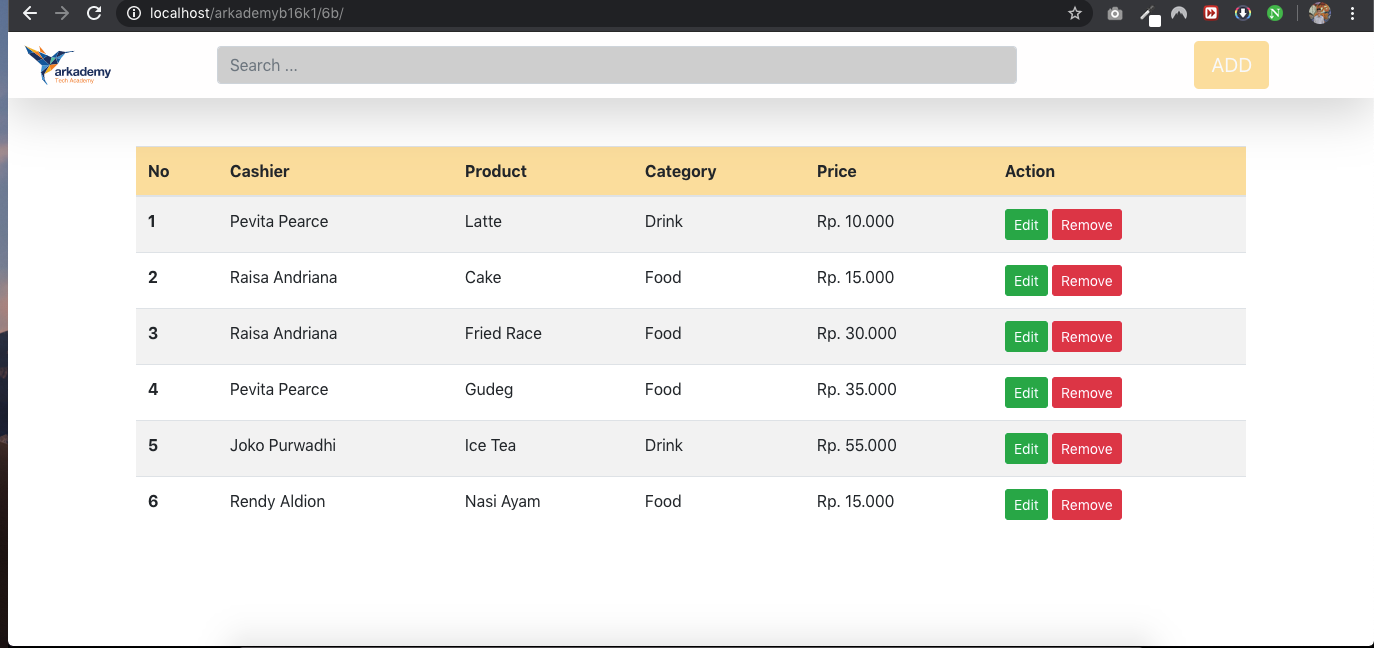 localhost/arkademyb16k1/6b/
arkademy
Tech Academy
Search ...
ADD
No Cashier Product Category Price Action
1 Pevita Pearce Latte Drink Rp. 10.000 Edit Remove
2 Raisa Andriana Cake Food Rp. 15.000 Edit Remove
3 Raisa Andriana Fried Race Food Rp. 30.000 Edit Remove
4 Pevita Pearce Gudeg Food Rp. 35.000 Edit Remove
5 Joko Purwadhi Ice Tea Drink Rp. 55.000 Edit Remove
6 Rendy Aldion Nasi Ayam Food Rp. 15.000 Edit Remove